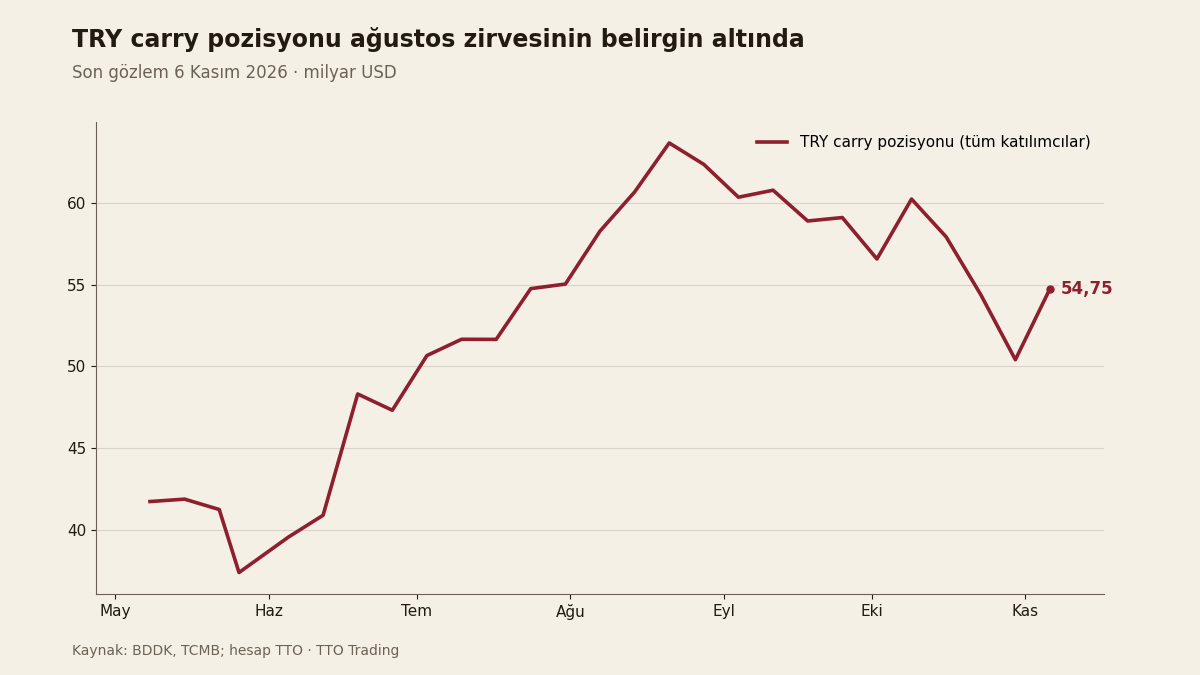 TRY carry pozisyonu ağustos zirvesinin belirgin altında
Son gözlem 6 Kasım 2026 · milyar USD
TRY carry pozisyonu (tüm katılımcılar)
60
55
50
45
40
54,75
May Haz Tem Ağu Eyl Eki Kas
Kaynak: BDDK, TCMB; hesap TTO · TTO Trading